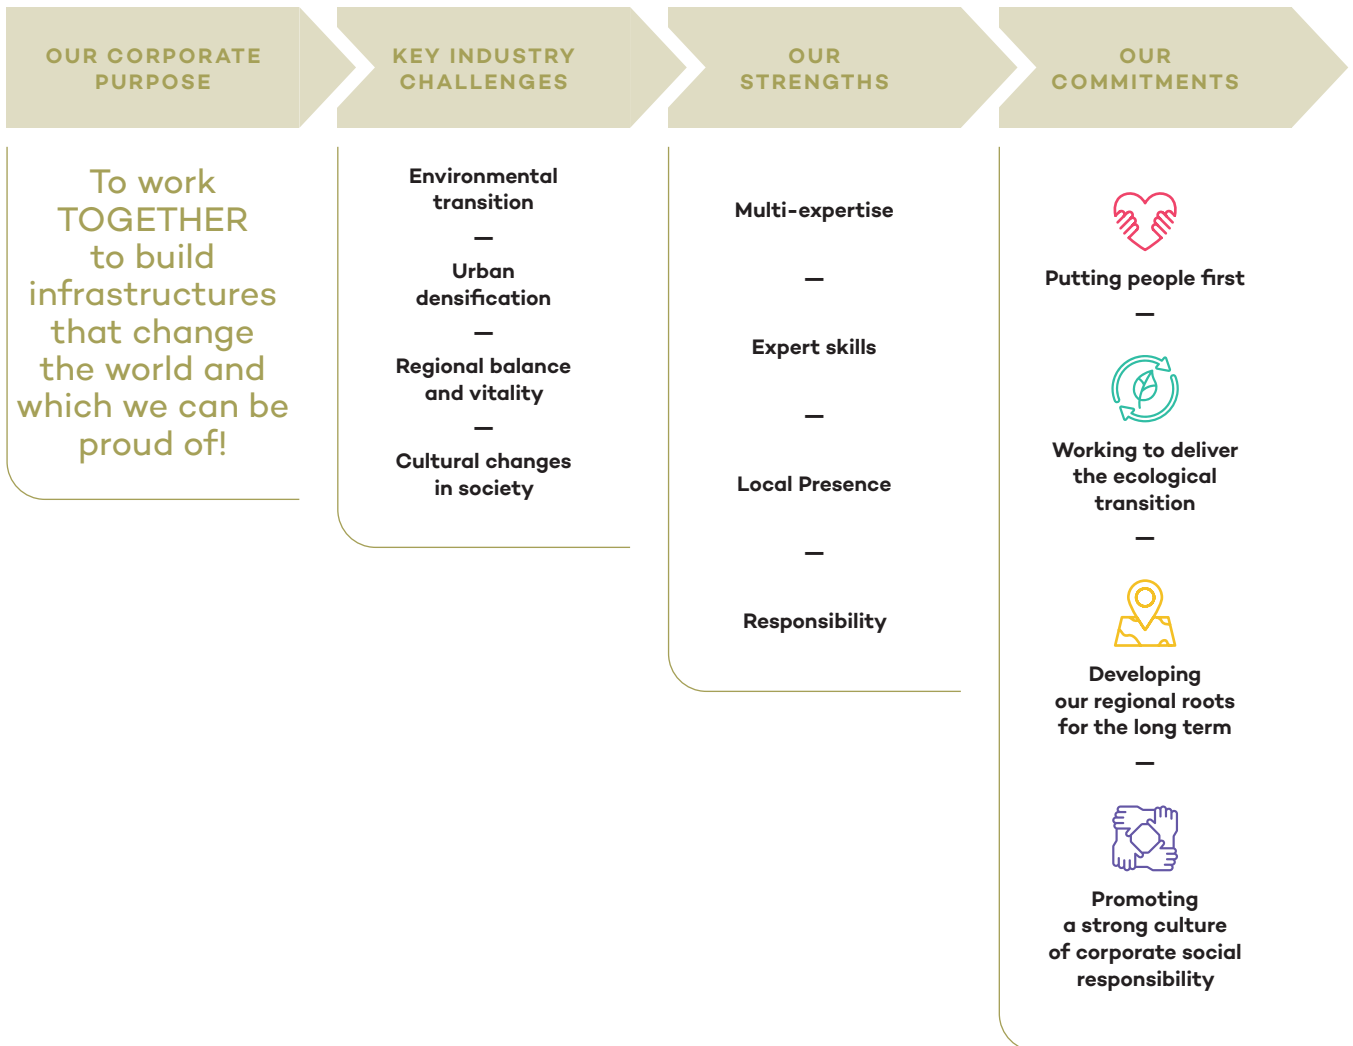 OUR CORPORATE
PURPOSE
To work
TOGETHER
to build
infrastructures
that change
the world and
which we can be
proud of!
KEY INDUSTRY
CHALLENGES
Environmental
transition
—
Urban
densification
—
Regional balance
and vitality
—
Cultural changes
in society
OUR
STRENGTHS
Multi-expertise
—
Expert skills
—
Local Presence
—
Responsibility
OUR
COMMITMENTS
Putting people first
—
Working to deliver
the ecological
transition
—
Developing
our regional roots
for the long term
—
Promoting
a strong culture
of corporate social
responsibility